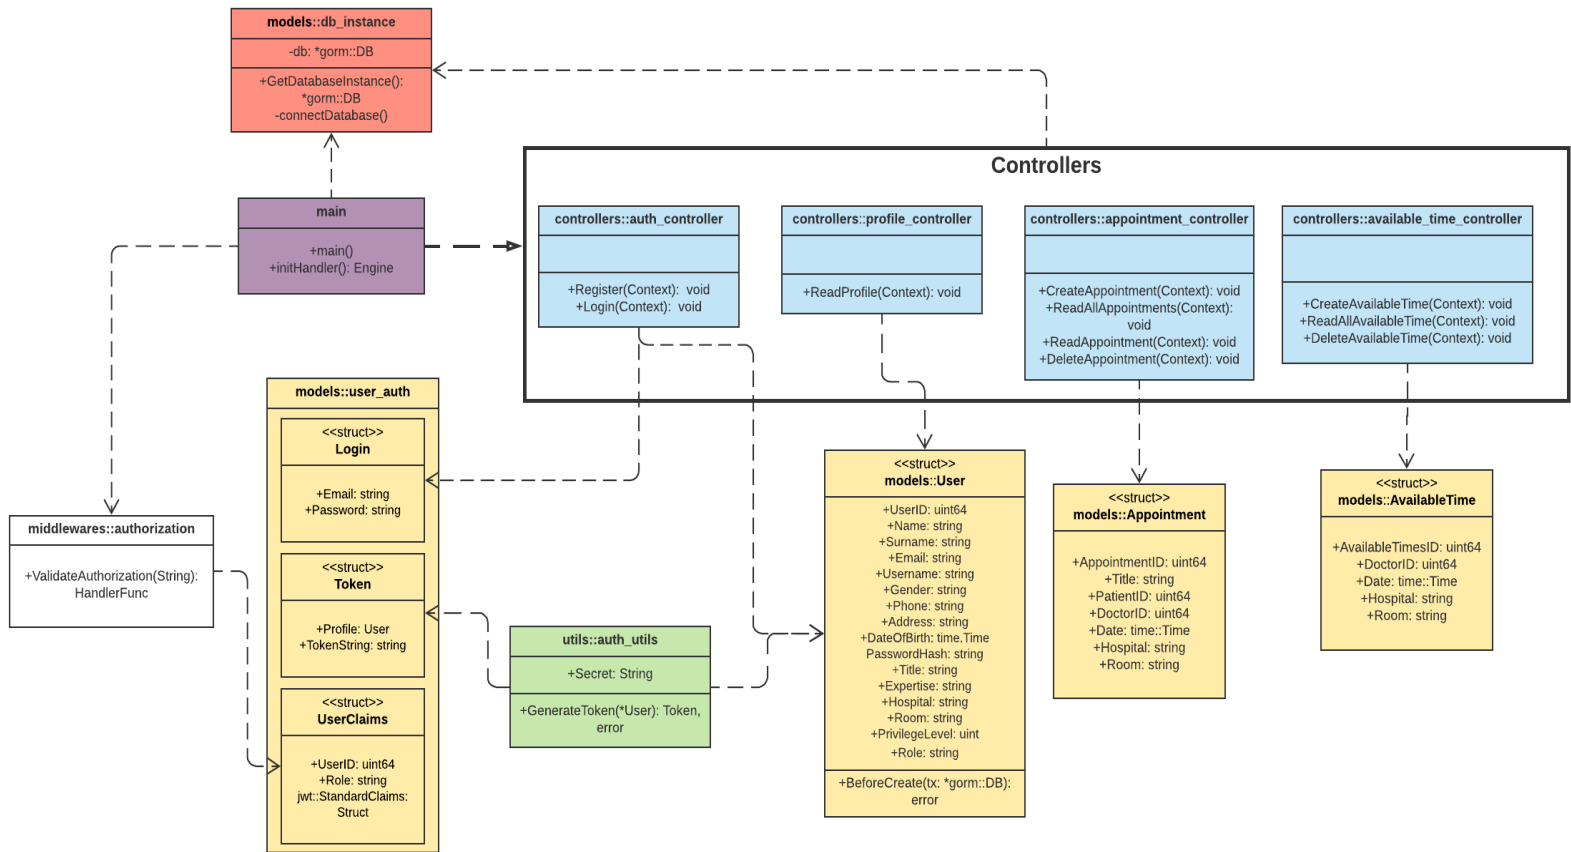 models::db_instance
-db: *gorm::DB
+GetDatabaseInstance():
*gorm::DB
-connectDatabase()
main
+main()
+initHandler(): Engine
Controllers
controllers::auth_controller
+Register(Context): void
+Login(Context): void
controllers::profile_controller
+ReadProfile(Context): void
controllers::appointment_controller
+CreateAppointment(Context): void
+ReadAllAppointments(Context):
void
+ReadAppointment(Context): void
+DeleteAppointment(Context): void
controllers::available_time_controller
+CreateAvailableTime(Context): void
+ReadAllAvailableTime(Context): void
+DeleteAvailableTime(Context): void
middlewares::authorization
+ValidateAuthorization(String):
HandlerFunc
models::user_auth
<<struct>>
Login
+Email: string
+Password: string
<<struct>>
Token
+Profile: User
+TokenString: string
<<struct>>
UserClaims
+UserID: uint64
+Role: string
jwt::StandardClaims:
Struct
utils::auth_utils
+Secret: String
+GenerateToken(*User): Token,
error
<<struct>>
models::User
+UserID: uint64
+Name: string
+Surname: string
+Email: string
+Username: string
+Gender: string
+Phone: string
+Address: string
+DateOfBirth: time.Time
PasswordHash: string
+Title: string
+Expertise: string
+Hospital: string
+Room: string
+PrivilegeLevel: uint
+Role: string
+BeforeCreate(tx: *gorm::DB):
error
<<struct>>
models::Appointment
+AppointmentID: uint64
+Title: string
+PatientID: uint64
+DoctorID: uint64
+Date: time::Time
+Hospital: string
+Room: string
<<struct>>
models::AvailableTime
+AvailableTimesID: uint64
+DoctorID: uint64
+Date: time::Time
+Hospital: string
+Room: string